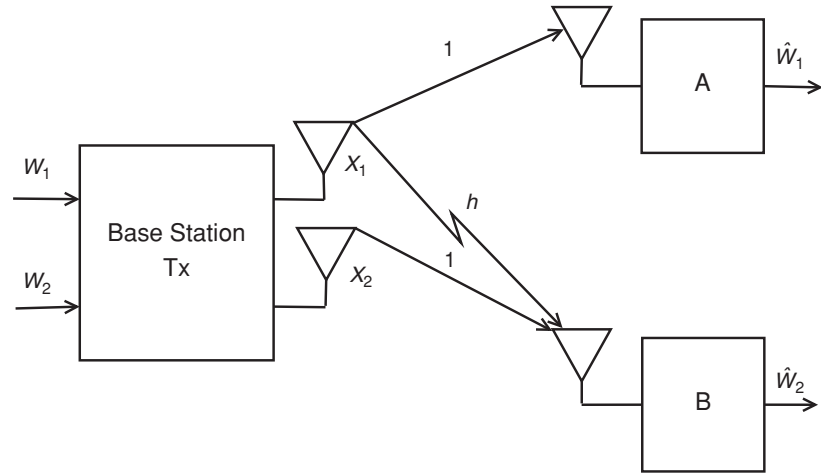 1
A
Ŵ₁
W₁
X₁
h
Base Station
Tx
1
W₂
X₂
B
Ŵ₂